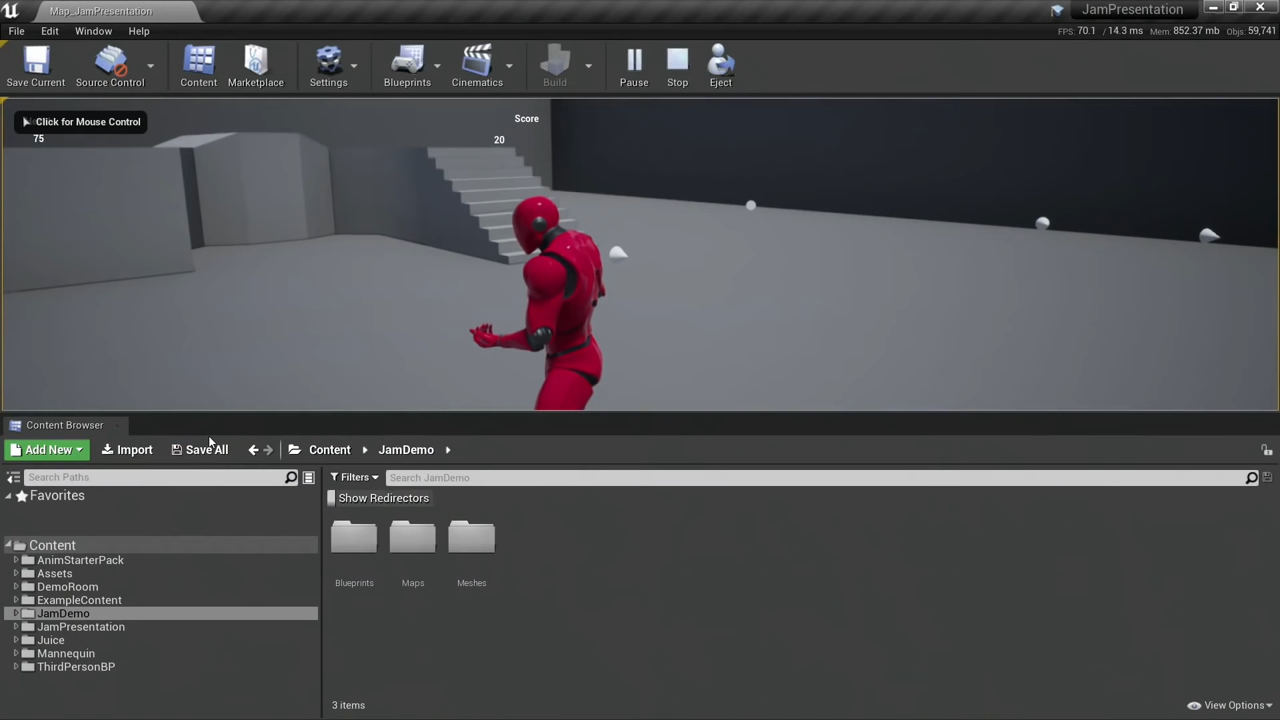 Map_JamPresentation
JamPresentation
File Edit Window Help
FPS: 70.1 / 14.3 ms Mem: 852.37 mb Objs: 59,741
Save Current Source Control Content Marketplace Settings Blueprints Cinematics Build Pause Stop Eject
Click for Mouse Control
Score
75
20
Content Browser
Add New Import Save All Content JamDemo
Search Paths
Filters Search JamDemo
Favorites
Show Redirectors
Content
AnimStarterPack
Assets
DemoRoom
ExampleContent
JamDemo
JamPresentation
Juice
Mannequin
ThirdPersonBP
Blueprints Maps Meshes
3 items
View Options